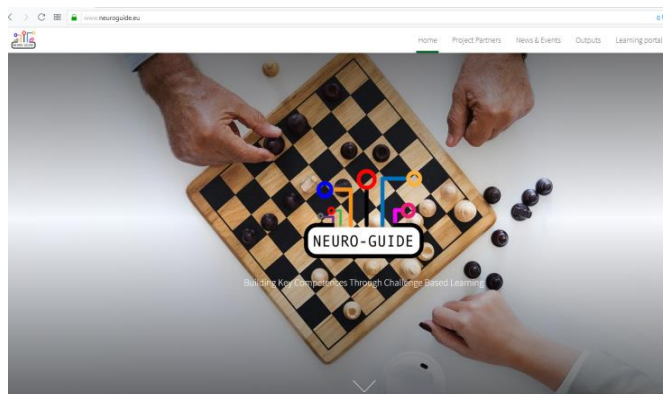 www.neuroguide.eu
Home Project Partners News & Events Outputs Learning portal
NEURO-GUIDE
Building Key Competences Through Challenge Based Learning